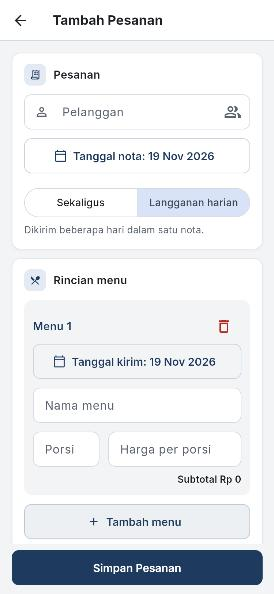 Tambah Pesanan
Pesanan
Pelanggan
Tanggal nota: 19 Nov 2026
Sekaligus
Langganan harian
Dikirim beberapa hari dalam satu nota.
Rincian menu
Menu 1
Tanggal kirim: 19 Nov 2026
Nama menu
Porsi
Harga per porsi
Subtotal Rp 0
+ Tambah menu
Simpan Pesanan